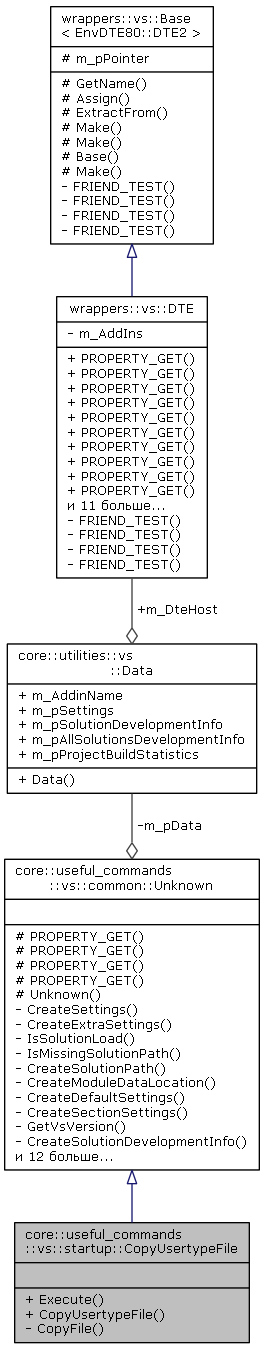 wrappers::vs::Base
< EnvDTE80::DTE2 >
# m_pPointer
# GetName()
# Assign()
# ExtractFrom()
# Make()
# Make()
# Base()
# Make()
- FRIEND_TEST()
- FRIEND_TEST()
- FRIEND_TEST()
- FRIEND_TEST()
wrappers::vs::DTE
- m_AddIns
+ PROPERTY_GET()
+ PROPERTY_GET()
+ PROPERTY_GET()
+ PROPERTY_GET()
+ PROPERTY_GET()
+ PROPERTY_GET()
+ PROPERTY_GET()
+ PROPERTY_GET()
+ PROPERTY_GET()
+ PROPERTY_GET()
и 11 больше...
- FRIEND_TEST()
- FRIEND_TEST()
- FRIEND_TEST()
- FRIEND_TEST()
+m_DteHost
core::utilities::vs
::Data
+ m_AddinName
+ m_pSettings
+ m_pSolutionDevelopmentInfo
+ m_pAllSolutionsDevelopmentInfo
+ m_pProjectBuildStatistics
+ Data()
-m_pData
core::useful_commands
::vs::common::Unknown
# PROPERTY_GET()
# PROPERTY_GET()
# PROPERTY_GET()
# PROPERTY_GET()
# Unknown()
- CreateSettings()
- CreateExtraSettings()
- IsSolutionLoad()
- IsMissingSolutionPath()
- CreateSolutionPath()
- CreateModuleDataLocation()
- CreateDefaultSettings()
- CreateSectionSettings()
- GetVsVersion()
- CreateSolutionDevelopmentInfo()
и 12 больше...
core::useful_commands
::vs::startup::CopyUsertypeFile
+ Execute()
+ CopyUsertypeFile()
- CopyFile()